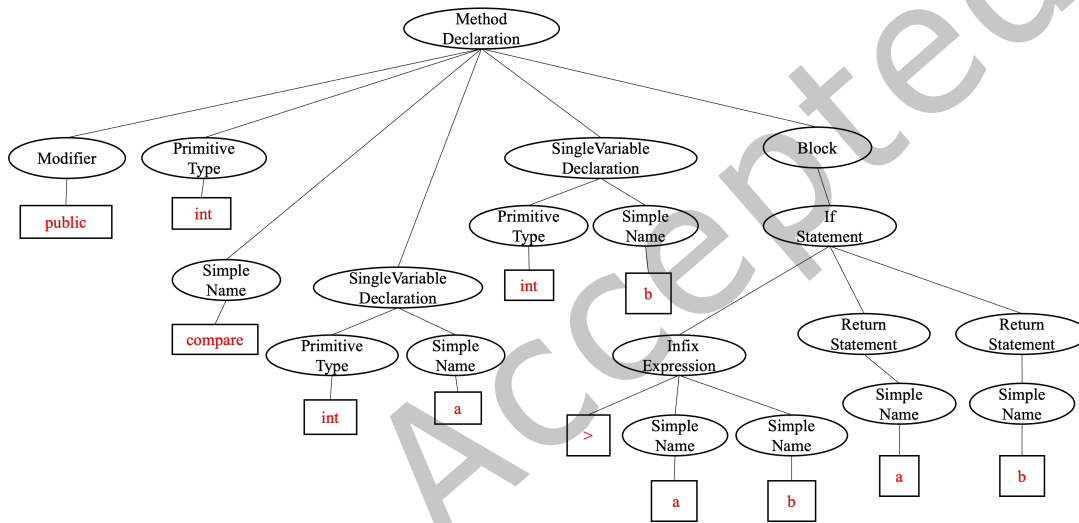 Method
Declaration
Modifier
Primitive
Type
SingleVariable
Declaration
Block
public
int
Primitive
Type
Simple
Name
If
Statement
Simple
Name
SingleVariable
Declaration
int
b
compare
Primitive
Type
Simple
Name
Infix
Expression
Return
Statement
Return
Statement
int
a
>
Simple
Name
Simple
Name
Simple
Name
Simple
Name
a
b
a
b
Accepted